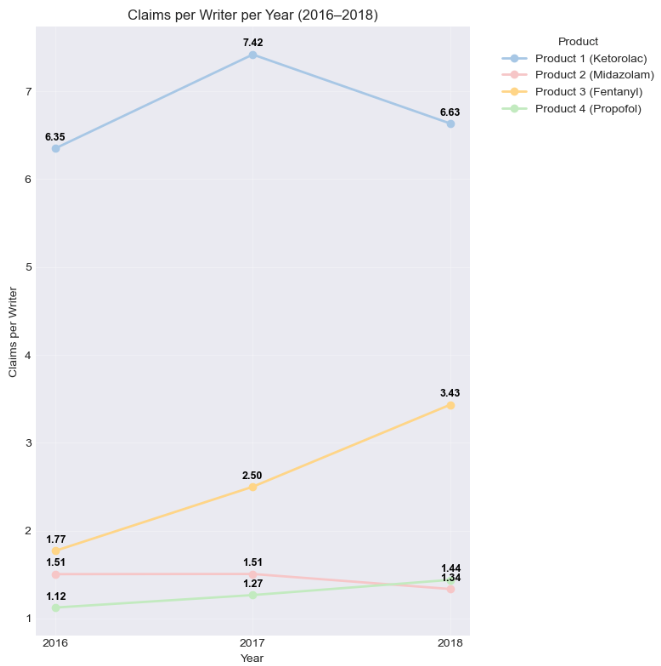 Claims per Writer per Year (2016–2018)
Product
Product 1 (Ketorolac)
Product 2 (Midazolam)
Product 3 (Fentanyl)
Product 4 (Propofol)
Claims per Writer
7
6
5
4
3
2
1
6.35
7.42
6.63
1.77
2.50
3.43
1.51
1.51
1.34
1.12
1.27
1.44
2016
2017
2018
Year